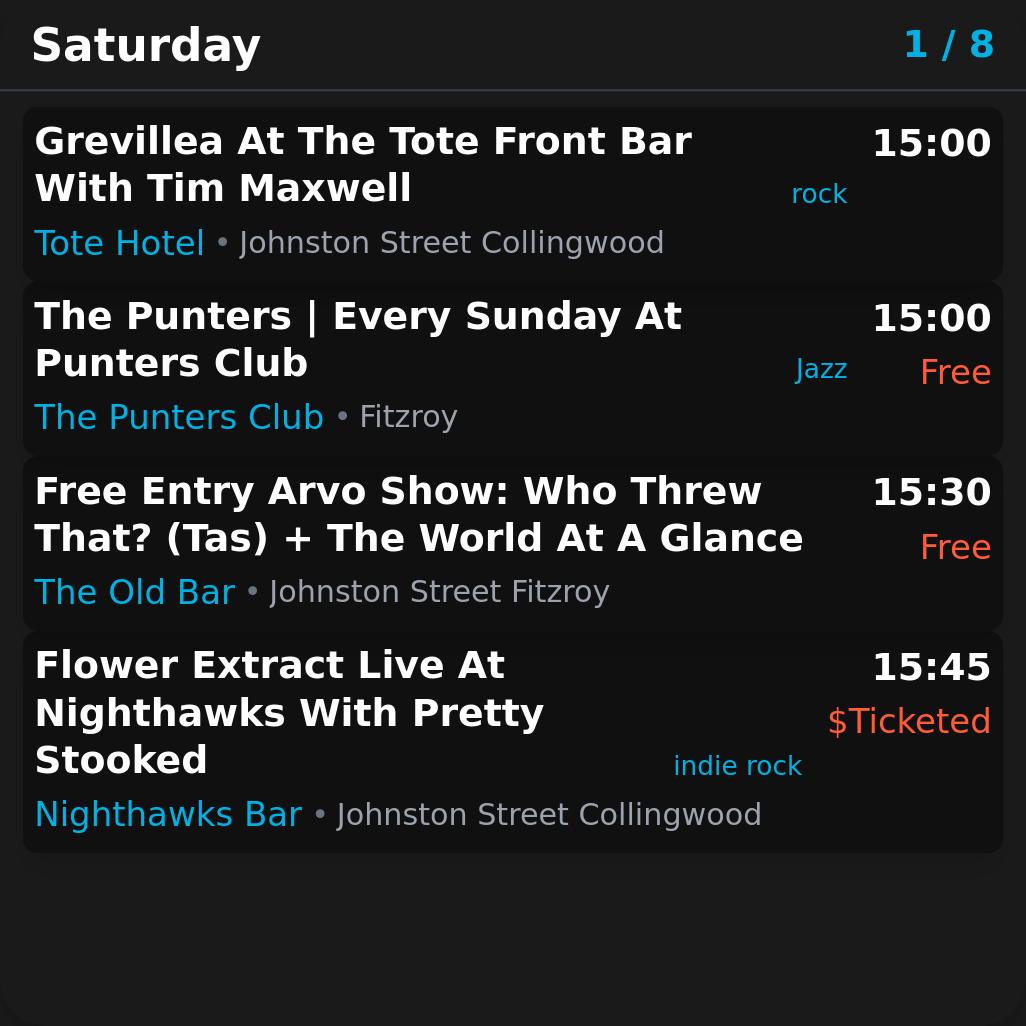 Saturday
1 / 8
Grevillea At The Tote Front Bar
With Tim Maxwell
rock
15:00
Tote Hotel • Johnston Street Collingwood
The Punters | Every Sunday At
Punters Club
Jazz
15:00
Free
The Punters Club • Fitzroy
Free Entry Arvo Show: Who Threw
That? (Tas) + The World At A Glance
15:30
Free
The Old Bar • Johnston Street Fitzroy
Flower Extract Live At
Nighthawks With Pretty
Stooked
indie rock
15:45
$Ticketed
Nighthawks Bar • Johnston Street Collingwood